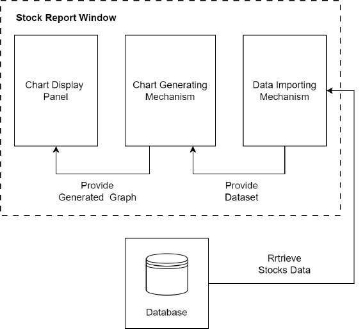 Stock Report Window
Chart Display
Panel
Chart Generating
Mechanism
Data Importing
Mechanism
Provide
Generated Graph
Provide
Dataset
Rrtrieve
Stocks Data
Database